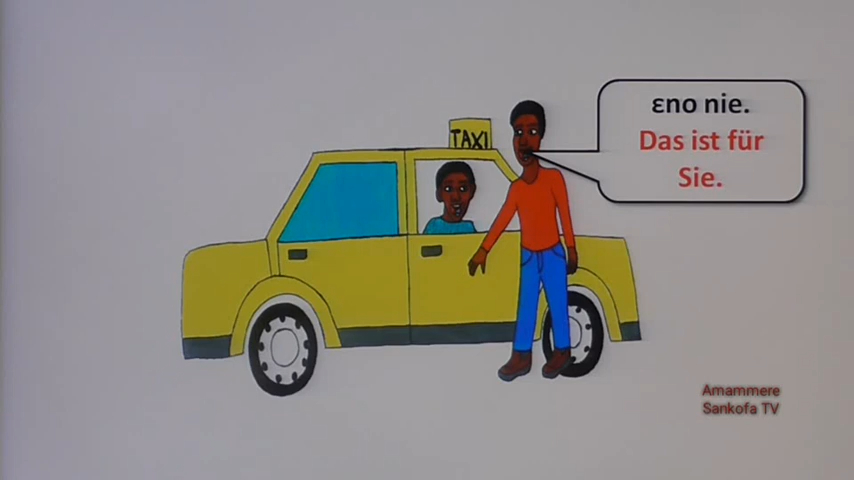 TAXI
ɛno nie.
Das ist für
Sie.
Amammere
Sankofa TV